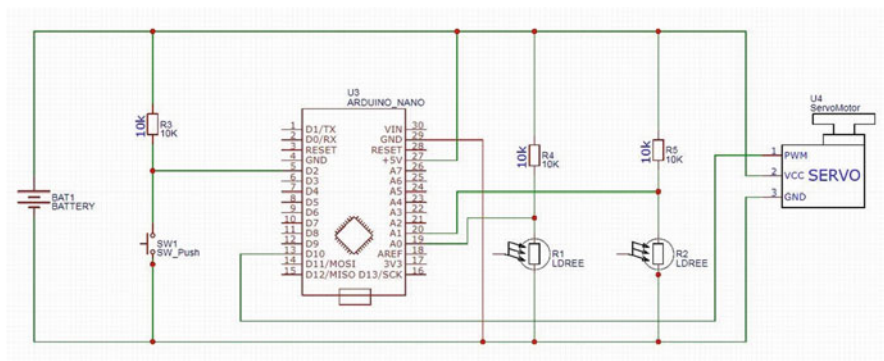 U3
ARDUINO_NANO
U4
ServoMotor
10k
R3
10K
1 D1/TX VIN 30
2 D0/RX GND 29
3 RESET RESET 28
4 GND +5V 27
5 D2 A7 26
6 D3 A6 25
7 D4 A5 24
8 D5 A4 23
9 D6 A3 22
10 D7 A2 21
11 D8 A1 20
12 D9 A0 19
13 D10 AREF 18
14 D11/MOSI 3V3 17
15 D12/MISO D13/SCK 16
10k
R4
10K
10k
R5
10K
1 PWM
2 VCC SERVO
3 GND
BAT1
BATTERY
SW1
SW_Push
R1
LDREE
R2
LDREE